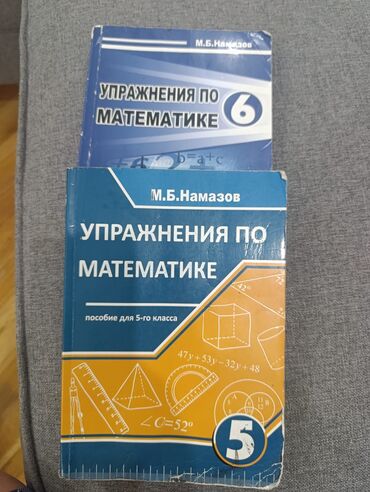 М.Б.Намазов
УПРАЖНЕНИЯ ПО
МАТЕМАТИКЕ
6
b=a+c
М.Б.Намазов
УПРАЖНЕНИЯ ПО
МАТЕМАТИКЕ
пособие для 5-го класса
42
47y+53y-32y+48
∠C=52°
5